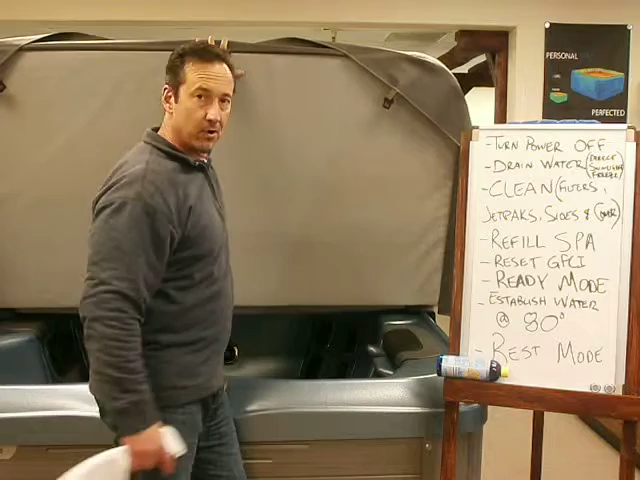 PERSONAL
PERFECTED
- TURN POWER OFF
- DRAIN WATER
- CLEAN (FILTERS,
JETPAKS, SIDES & COVER)
- REFILL SPA
- RESET GFCI
- READY MODE
- ESTABLISH WATER
@ 80°
- REST MODE